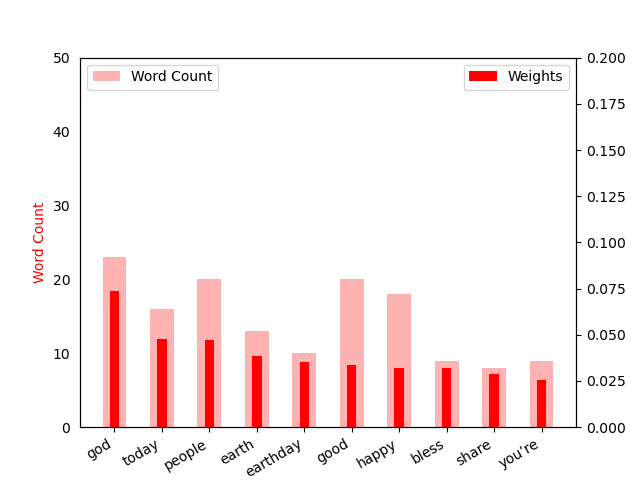 Word Count
Weights
50
40
30
20
10
0
Word Count
0.200
0.175
0.150
0.125
0.100
0.075
0.050
0.025
0.000
god
today
people
earth
earthday
good
happy
bless
share
you’re